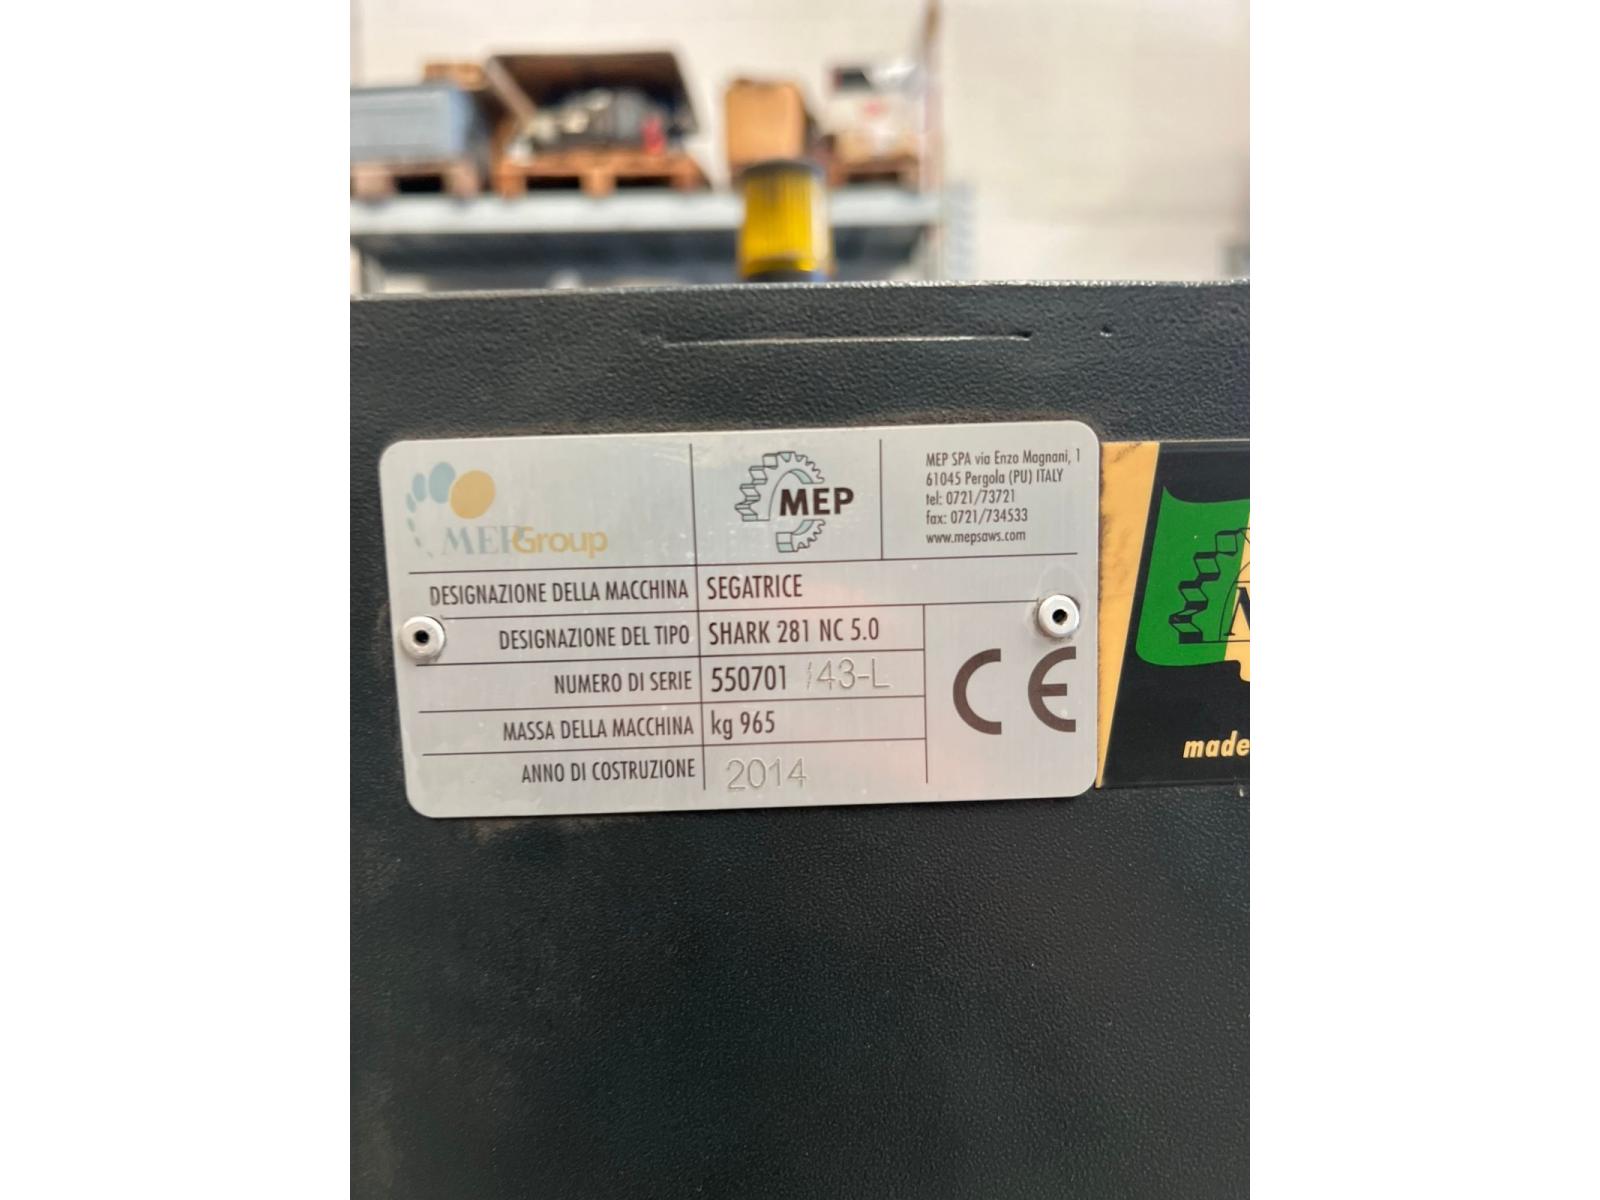 MEPGroup
MEP
MEP SPA via Enzo Magnani, 1
61045 Pergola (PU) ITALY
tel: 0721/73721
fax: 0721/734533
www.mepsaws.com
DESIGNAZIONE DELLA MACCHINA SEGATRICE
DESIGNAZIONE DEL TIPO SHARK 281 NC 5.0
NUMERO DI SERIE 550701 /43-L
MASSA DELLA MACCHINA kg 965
ANNO DI COSTRUZIONE 2014
CE
made